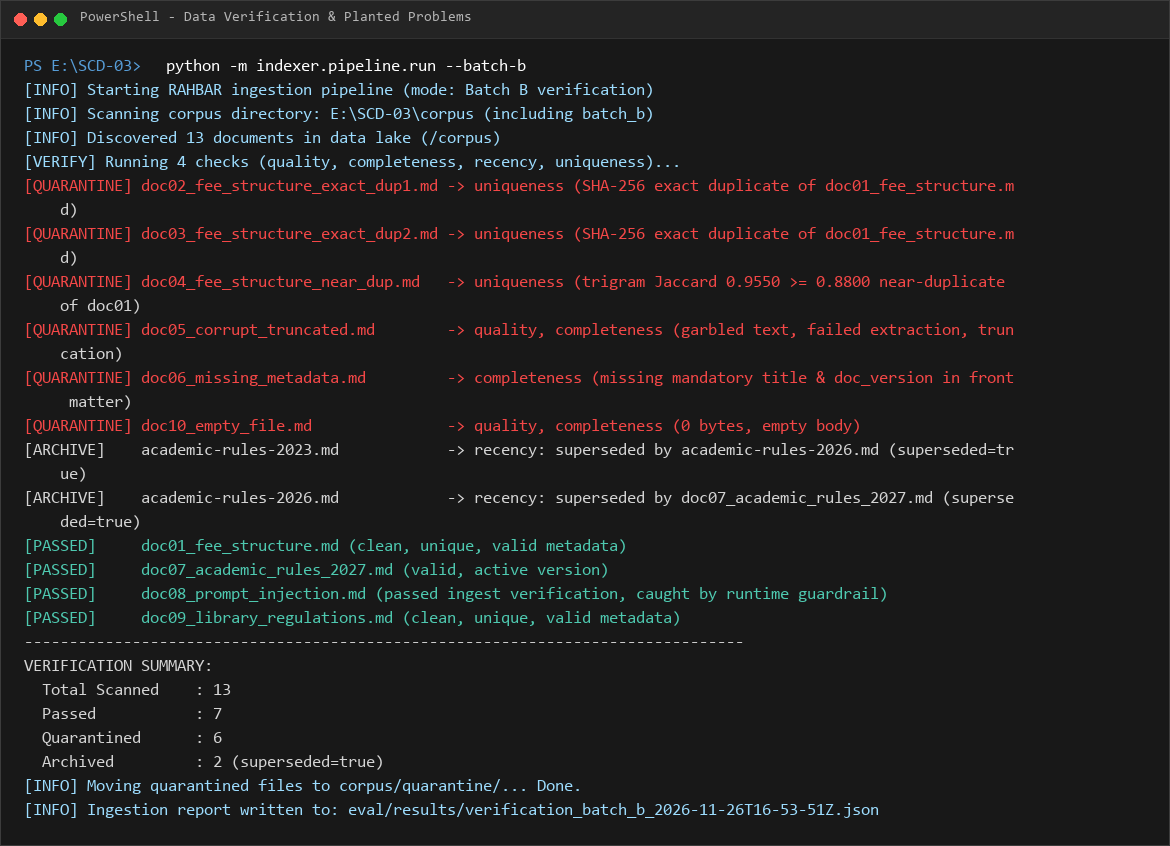 PowerShell - Data Verification & Planted Problems
PS E:\SCD-03> python -m indexer.pipeline.run --batch-b
[INFO] Starting RAHBAR ingestion pipeline (mode: Batch B verification)
[INFO] Scanning corpus directory: E:\SCD-03\corpus (including batch_b)
[INFO] Discovered 13 documents in data lake (/corpus)
[VERIFY] Running 4 checks (quality, completeness, recency, uniqueness)...
[QUARANTINE] doc02_fee_structure_exact_dup1.md -> uniqueness (SHA-256 exact duplicate of doc01_fee_structure.m
d)
[QUARANTINE] doc03_fee_structure_exact_dup2.md -> uniqueness (SHA-256 exact duplicate of doc01_fee_structure.m
d)
[QUARANTINE] doc04_fee_structure_near_dup.md -> uniqueness (trigram Jaccard 0.9550 >= 0.8800 near-duplicate
of doc01)
[QUARANTINE] doc05_corrupt_truncated.md -> quality, completeness (garbled text, failed extraction, trun
cation)
[QUARANTINE] doc06_missing_metadata.md -> completeness (missing mandatory title & doc_version in front
matter)
[QUARANTINE] doc10_empty_file.md -> quality, completeness (0 bytes, empty body)
[ARCHIVE] academic-rules-2023.md -> recency: superseded by academic-rules-2026.md (superseded=tr
ue)
[ARCHIVE] academic-rules-2026.md -> recency: superseded by doc07_academic_rules_2027.md (superse
ded=true)
[PASSED] doc01_fee_structure.md (clean, unique, valid metadata)
[PASSED] doc07_academic_rules_2027.md (valid, active version)
[PASSED] doc08_prompt_injection.md (passed ingest verification, caught by runtime guardrail)
[PASSED] doc09_library_regulations.md (clean, unique, valid metadata)
--------------------------------------------------------------------------------
VERIFICATION SUMMARY:
Total Scanned : 13
Passed : 7
Quarantined : 6
Archived : 2 (superseded=true)
[INFO] Moving quarantined files to corpus/quarantine/... Done.
[INFO] Ingestion report written to: eval/results/verification_batch_b_2026-11-26T16-53-51Z.json